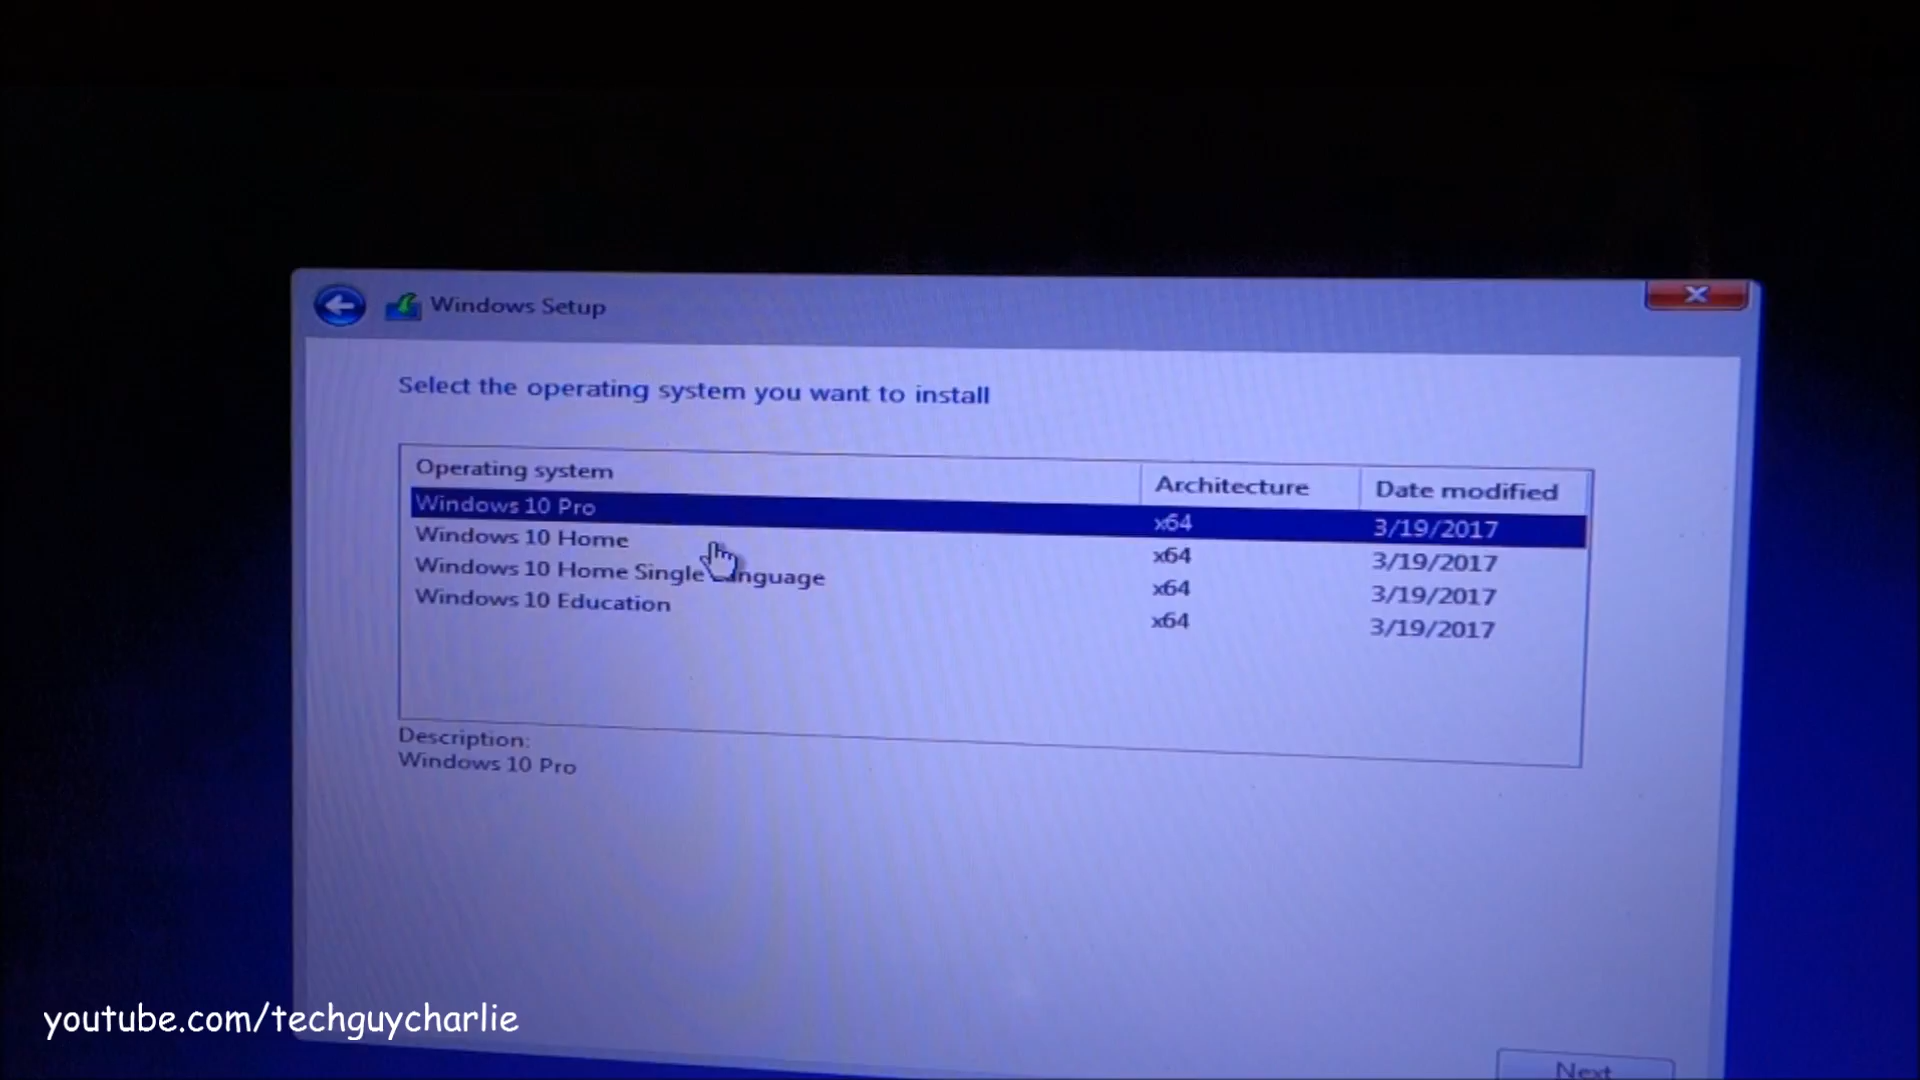 Windows Setup
Select the operating system you want to install
Operating system Architecture Date modified
Windows 10 Pro x64 3/19/2017
Windows 10 Home x64 3/19/2017
Windows 10 Home Single Language x64 3/19/2017
Windows 10 Education x64 3/19/2017
Description:
Windows 10 Pro
youtube.com/techguycharlie
Next